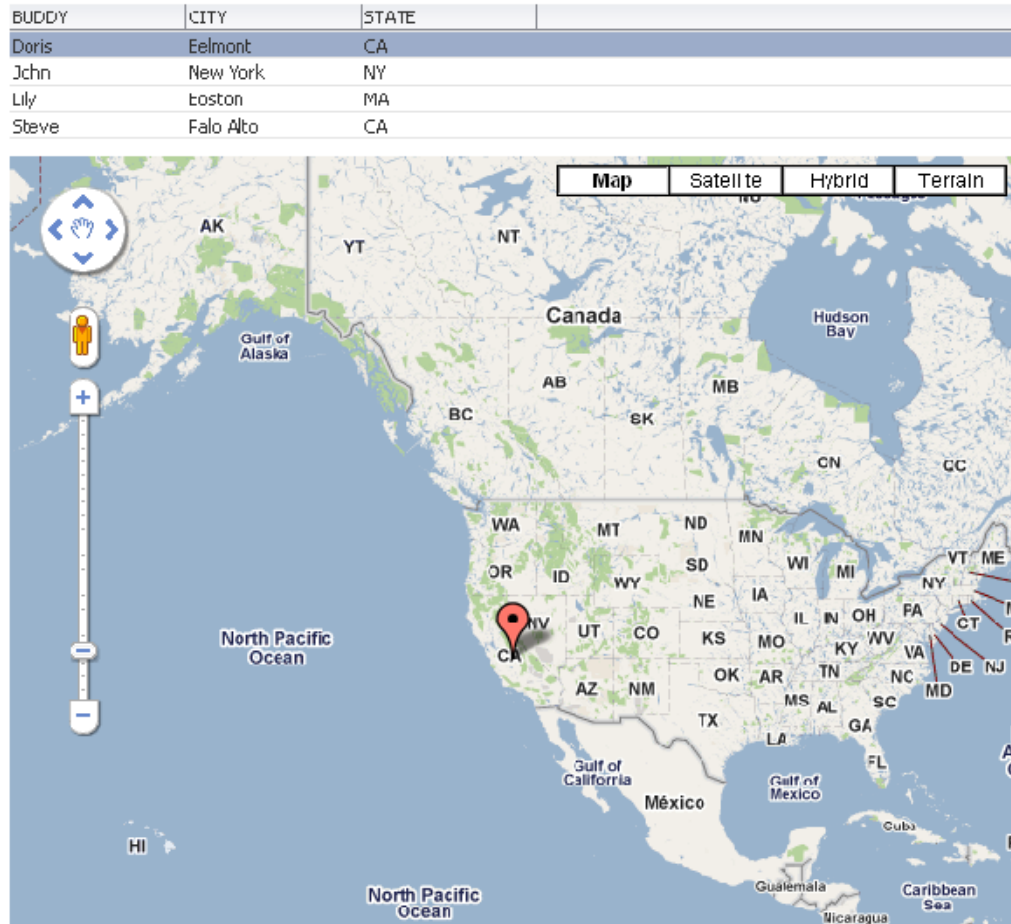 BUDDY CITY STATE
Doris Eelmont CA
John New York NY
Lily Eoston MA
Steve Falo Alto CA
Map Satellite Hybrid Terrain
AK
YT
NT
Gulf of
Alaska
Canada
Hudson
Bay
AB
MB
BC
SK
CN
CC
WA
MT
ND
MN
OR
ID
SD
WI
MI
VT
ME
WY
NE
IA
NY
NV
IL
IN
OH
PA
CT
North Pacific
Ocean
CA
UT
CO
KS
MO
KY
WV
VA
DE
NJ
AZ
NM
OK
AR
TN
NC
MD
TX
MS
AL
SC
GA
LA
FL
Gulf of
California
Gulf of
Mexico
México
HI
Cuba
North Pacific
Ocean
Guatemala
Caribbean
Sea
Nicaragua